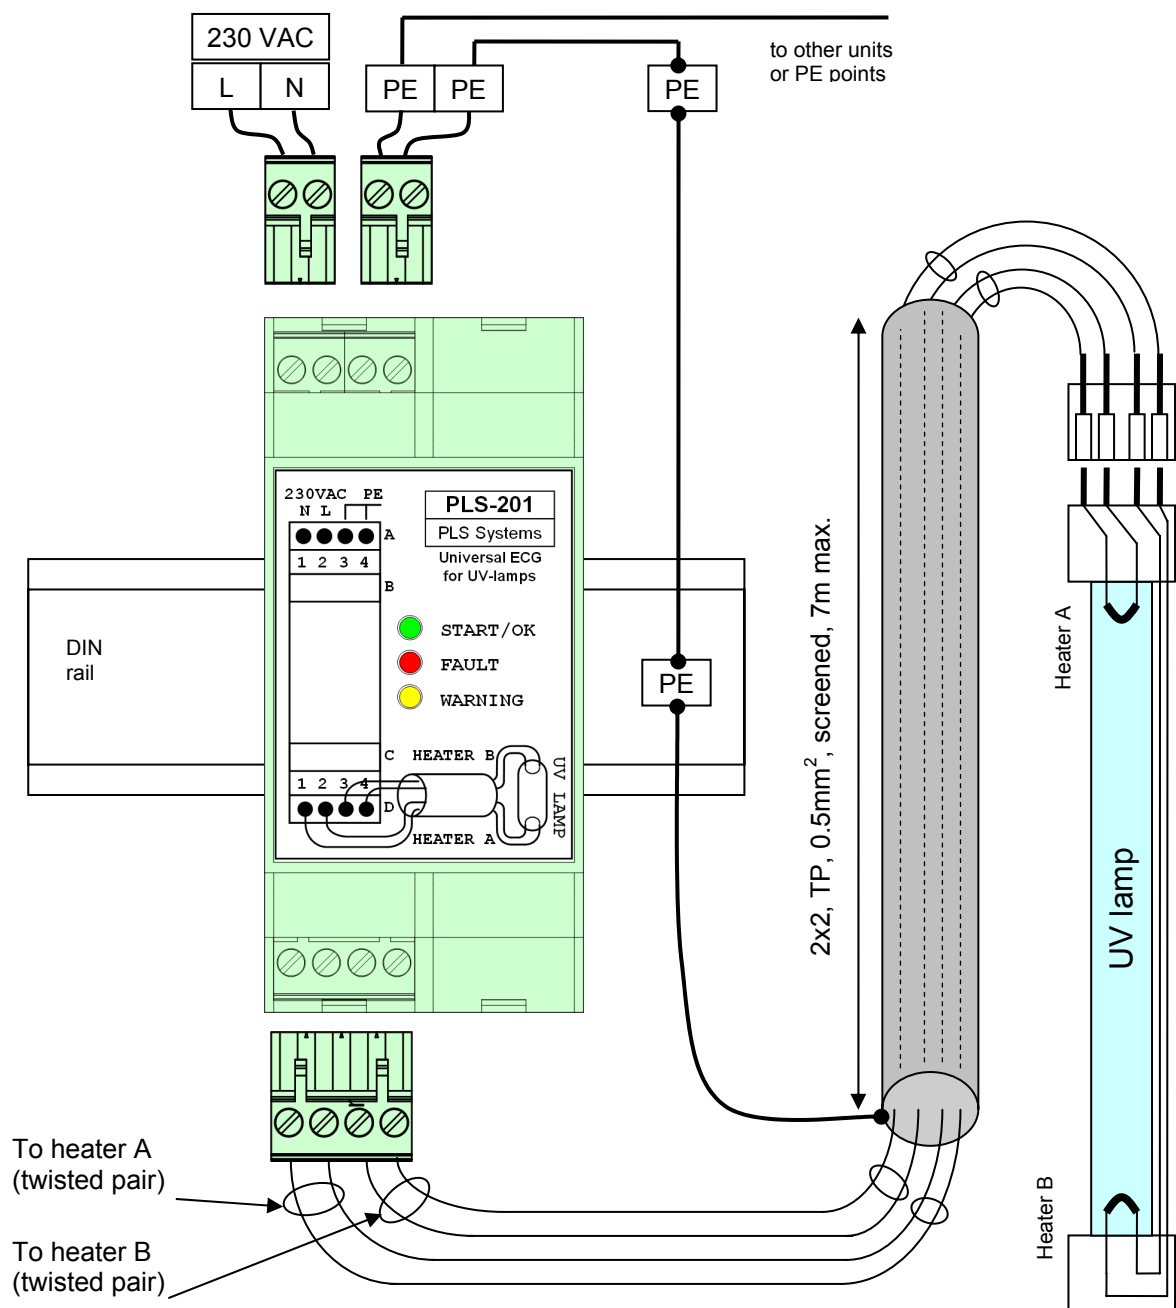 230 VAC
L N
PE PE
PE
to other units
or PE points
230VAC PE
N L
A
1 2 3 4
B
PLS-201
PLS Systems
Universal ECG
for UV-lamps
START/OK
FAULT
WARNING
DIN
rail
PE
C HEATER B
1 2 3 4
D
HEATER A
UV LAMP
2x2, TP, 0.5mm², screened, 7m max.
Heater A
UV lamp
Heater B
To heater A
(twisted pair)
To heater B
(twisted pair)